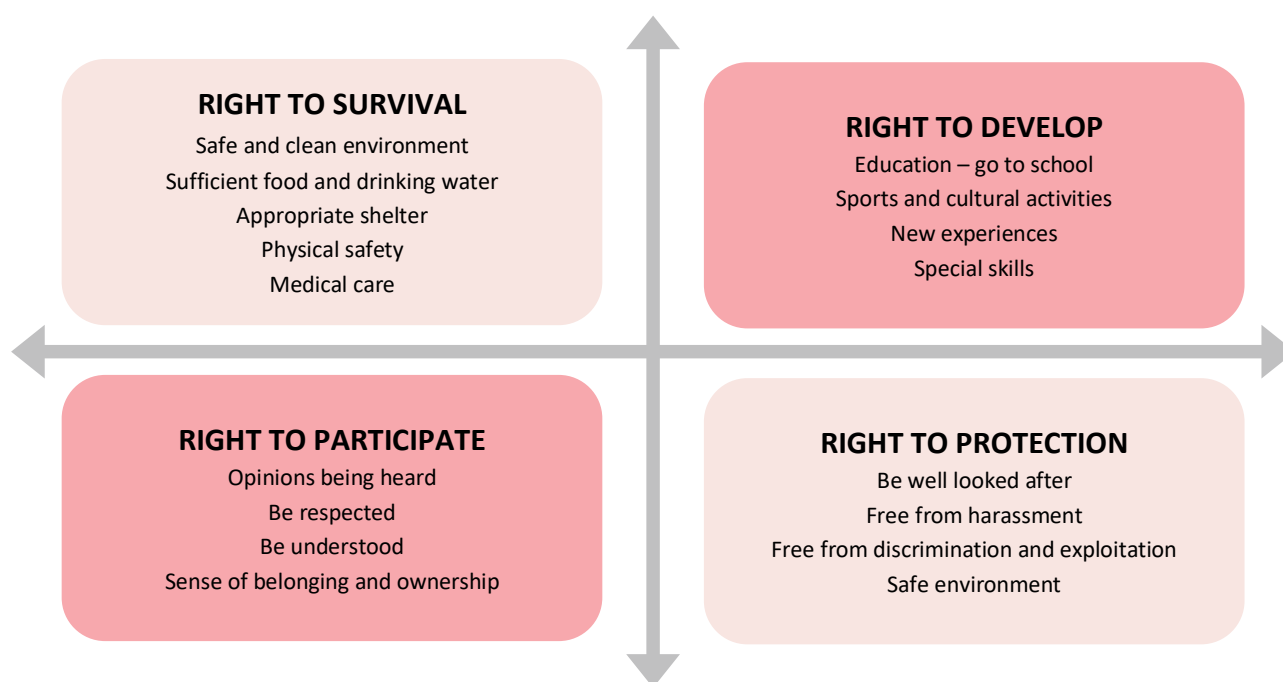 RIGHT TO SURVIVAL
Safe and clean environment
Sufficient food and drinking water
Appropriate shelter
Physical safety
Medical care
RIGHT TO DEVELOP
Education – go to school
Sports and cultural activities
New experiences
Special skills
RIGHT TO PARTICIPATE
Opinions being heard
Be respected
Be understood
Sense of belonging and ownership
RIGHT TO PROTECTION
Be well looked after
Free from harassment
Free from discrimination and exploitation
Safe environment